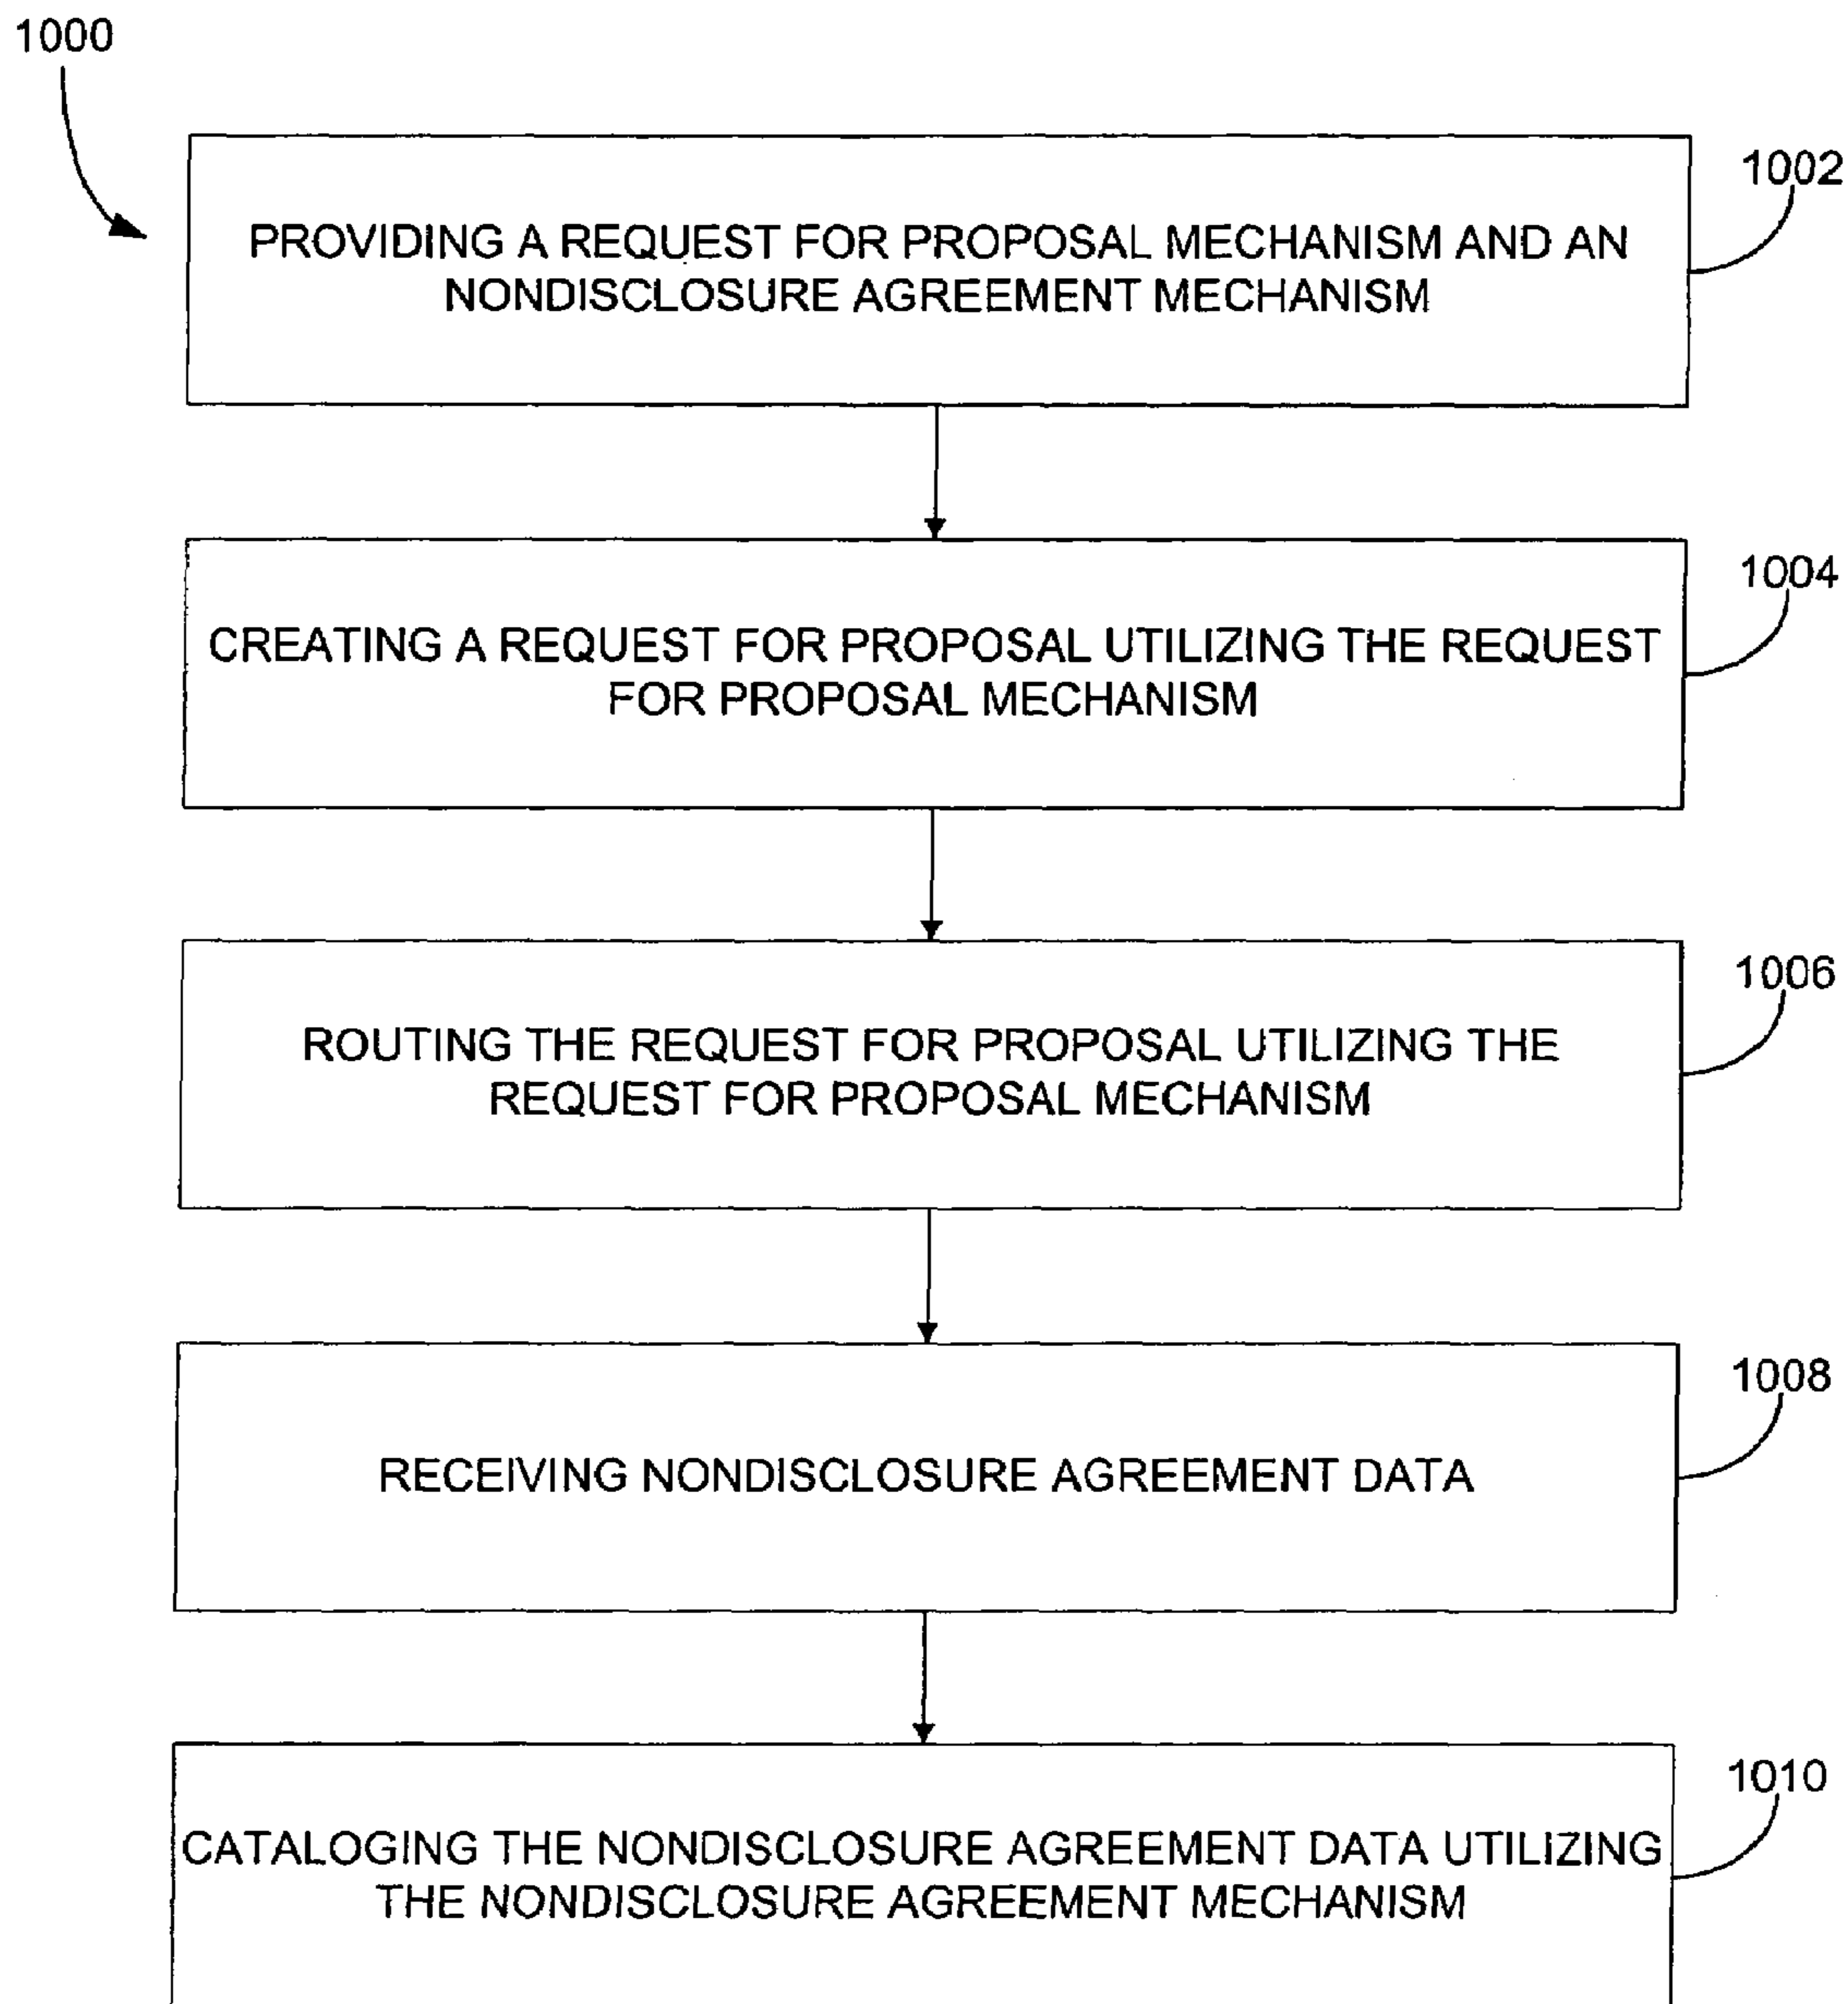 1000
1002
PROVIDING A REQUEST FOR PROPOSAL MECHANISM AND AN
NONDISCLOSURE AGREEMENT MECHANISM
1004
CREATING A REQUEST FOR PROPOSAL UTILIZING THE REQUEST
FOR PROPOSAL MECHANISM
1006
ROUTING THE REQUEST FOR PROPOSAL UTILIZING THE
REQUEST FOR PROPOSAL MECHANISM
1008
RECEIVING NONDISCLOSURE AGREEMENT DATA
1010
CATALOGING THE NONDISCLOSURE AGREEMENT DATA UTILIZING
THE NONDISCLOSURE AGREEMENT MECHANISM